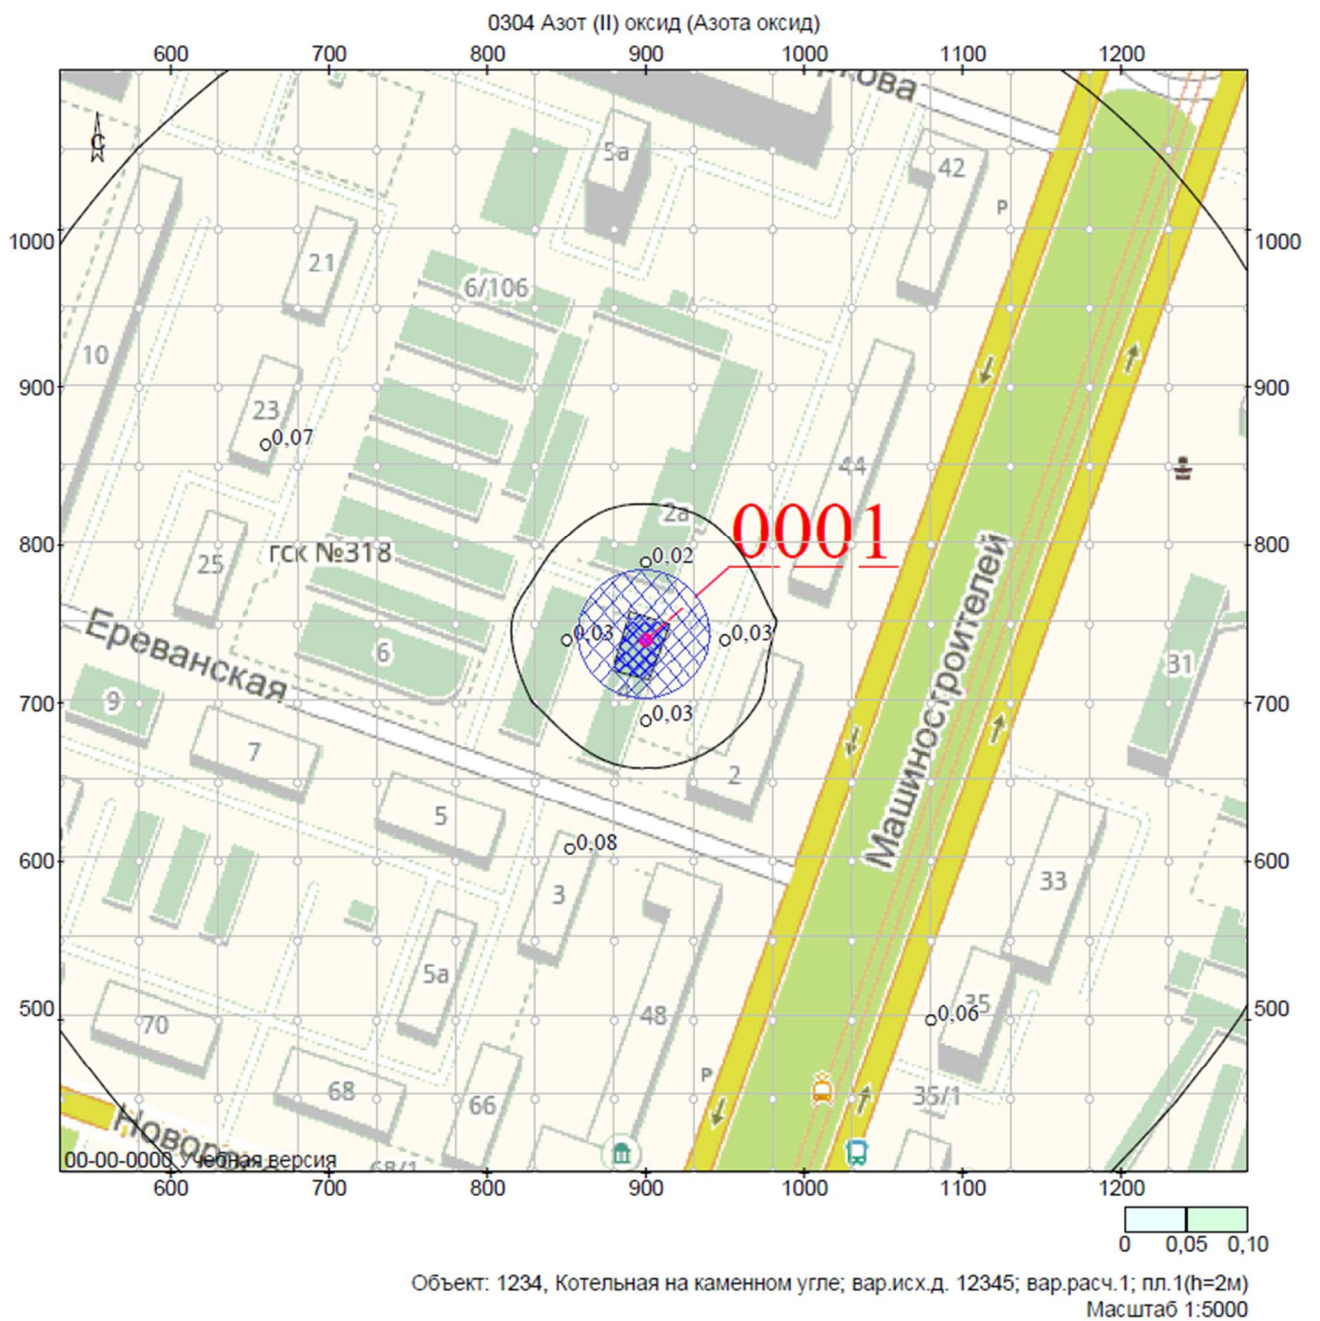 0304 Азот (II) оксид (Азота оксид)
600 700 800 900 1000 1100 1200
С
5а
42
P
1000 1000
21
6/106
10
900 900
23
0,07
44
2а
0001
800 800
гск №318
25
0,02
Ереванская
6
0,03
0,03
Машиностроителей
31
9
700 700
0,03
7
2
5
0,08
600 600
3
33
5а
500 500
70
48
0,06
35
68
66
P
35/1
68/1
00-00-0000, Учебная версия
600 700 800 900 1000 1100 1200
0 0,05 0,10
Объект: 1234, Котельная на каменном угле; вар.исх.д. 12345; вар.расч.1; пл.1(h=2м)
Масштаб 1:5000